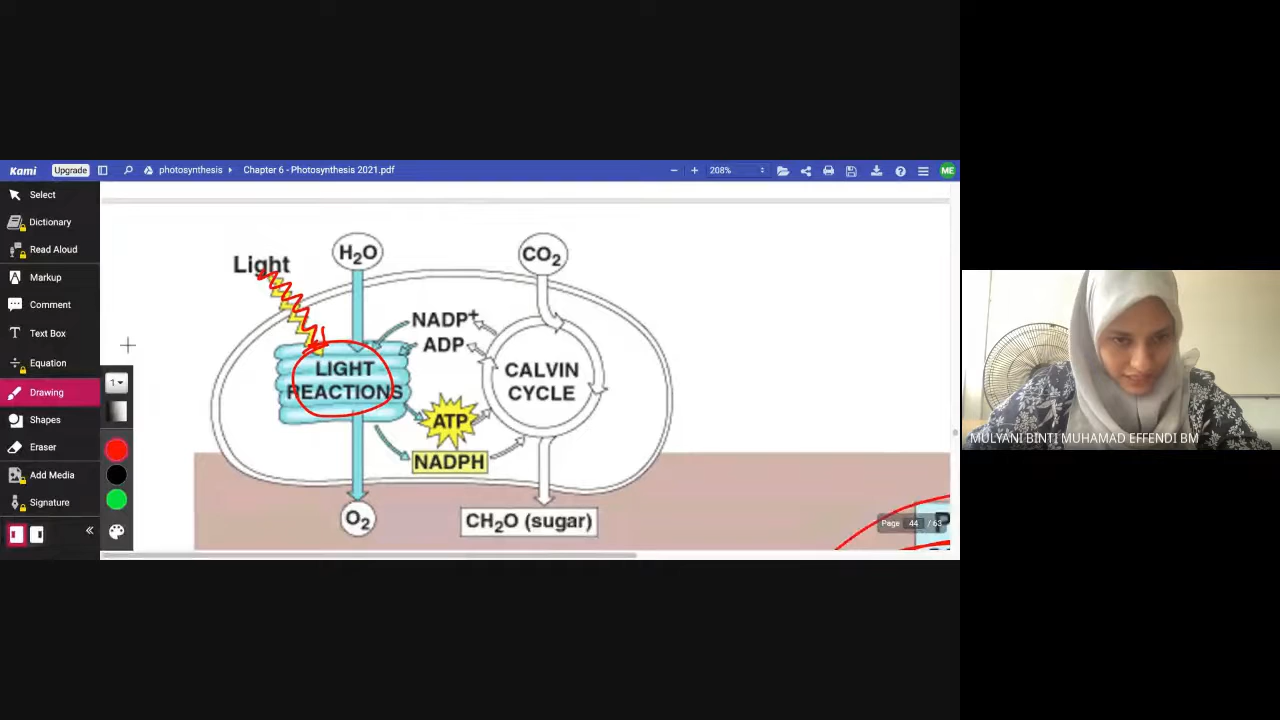 Kami
Upgrade
photosynthesis
Chapter 6 - Photosynthesis 2021.pdf
208%
ME
Select
Dictionary
Read Aloud
Markup
Comment
Text Box
Equation
Drawing
Shapes
Eraser
Add Media
Signature
1
Light
H₂O
CO₂
NADP⁺
ADP
LIGHT
REACTIONS
CALVIN
CYCLE
ATP
NADPH
O₂
CH₂O (sugar)
Page 44 / 63
MULYANI BINTI MUHAMAD EFFENDI BM